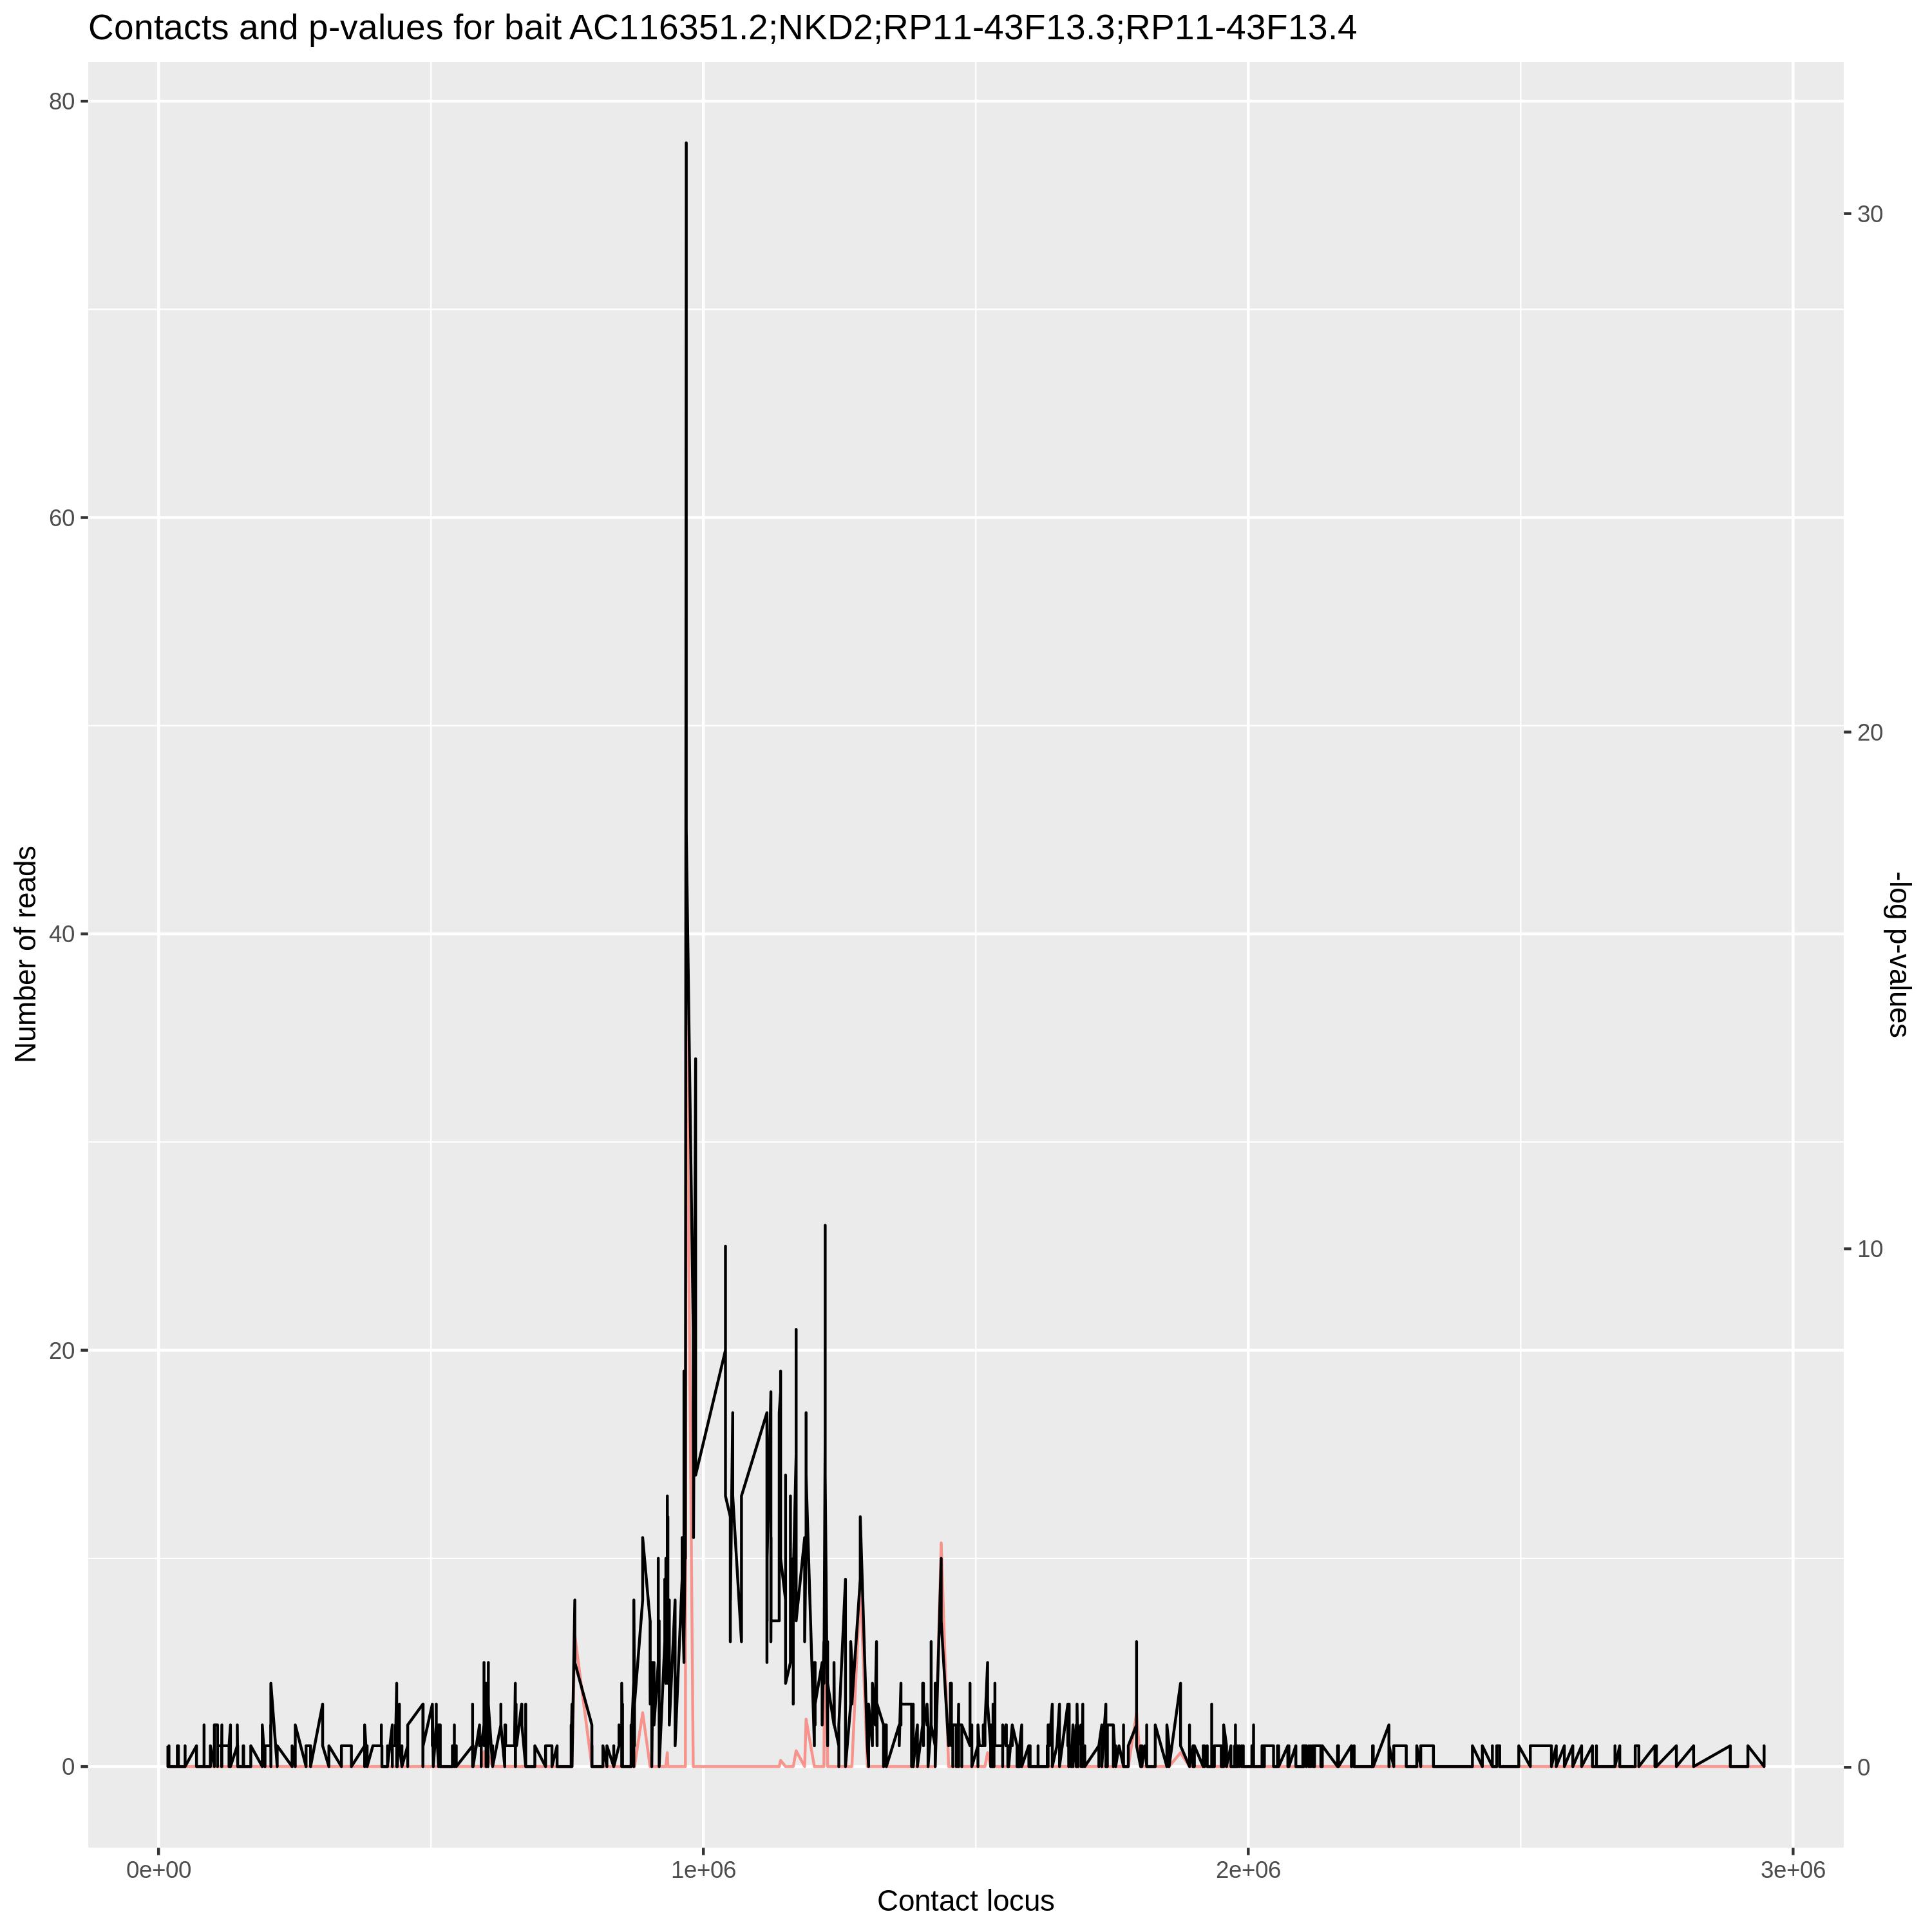 Contacts and p-values for bait AC116351.2;NKD2;RP11-43F13.3;RP11-43F13.4
80
60
40
20
0
Number of reads
30
20
10
0
-log p-values
0e+00
1e+06
2e+06
3e+06
Contact locus